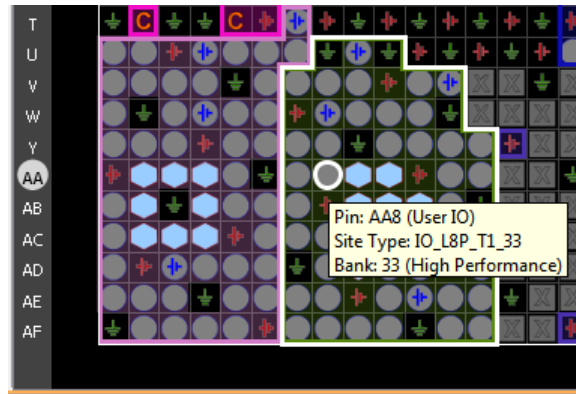 T
C
C
U
V
X X X
W
X X X
Y
X X
AA
X X
AB
Pin: AA8 (User IO)
AC
Site Type: IO_L8P_T1_33
AD
Bank: 33 (High Performance)
AE
X X
AF
X X